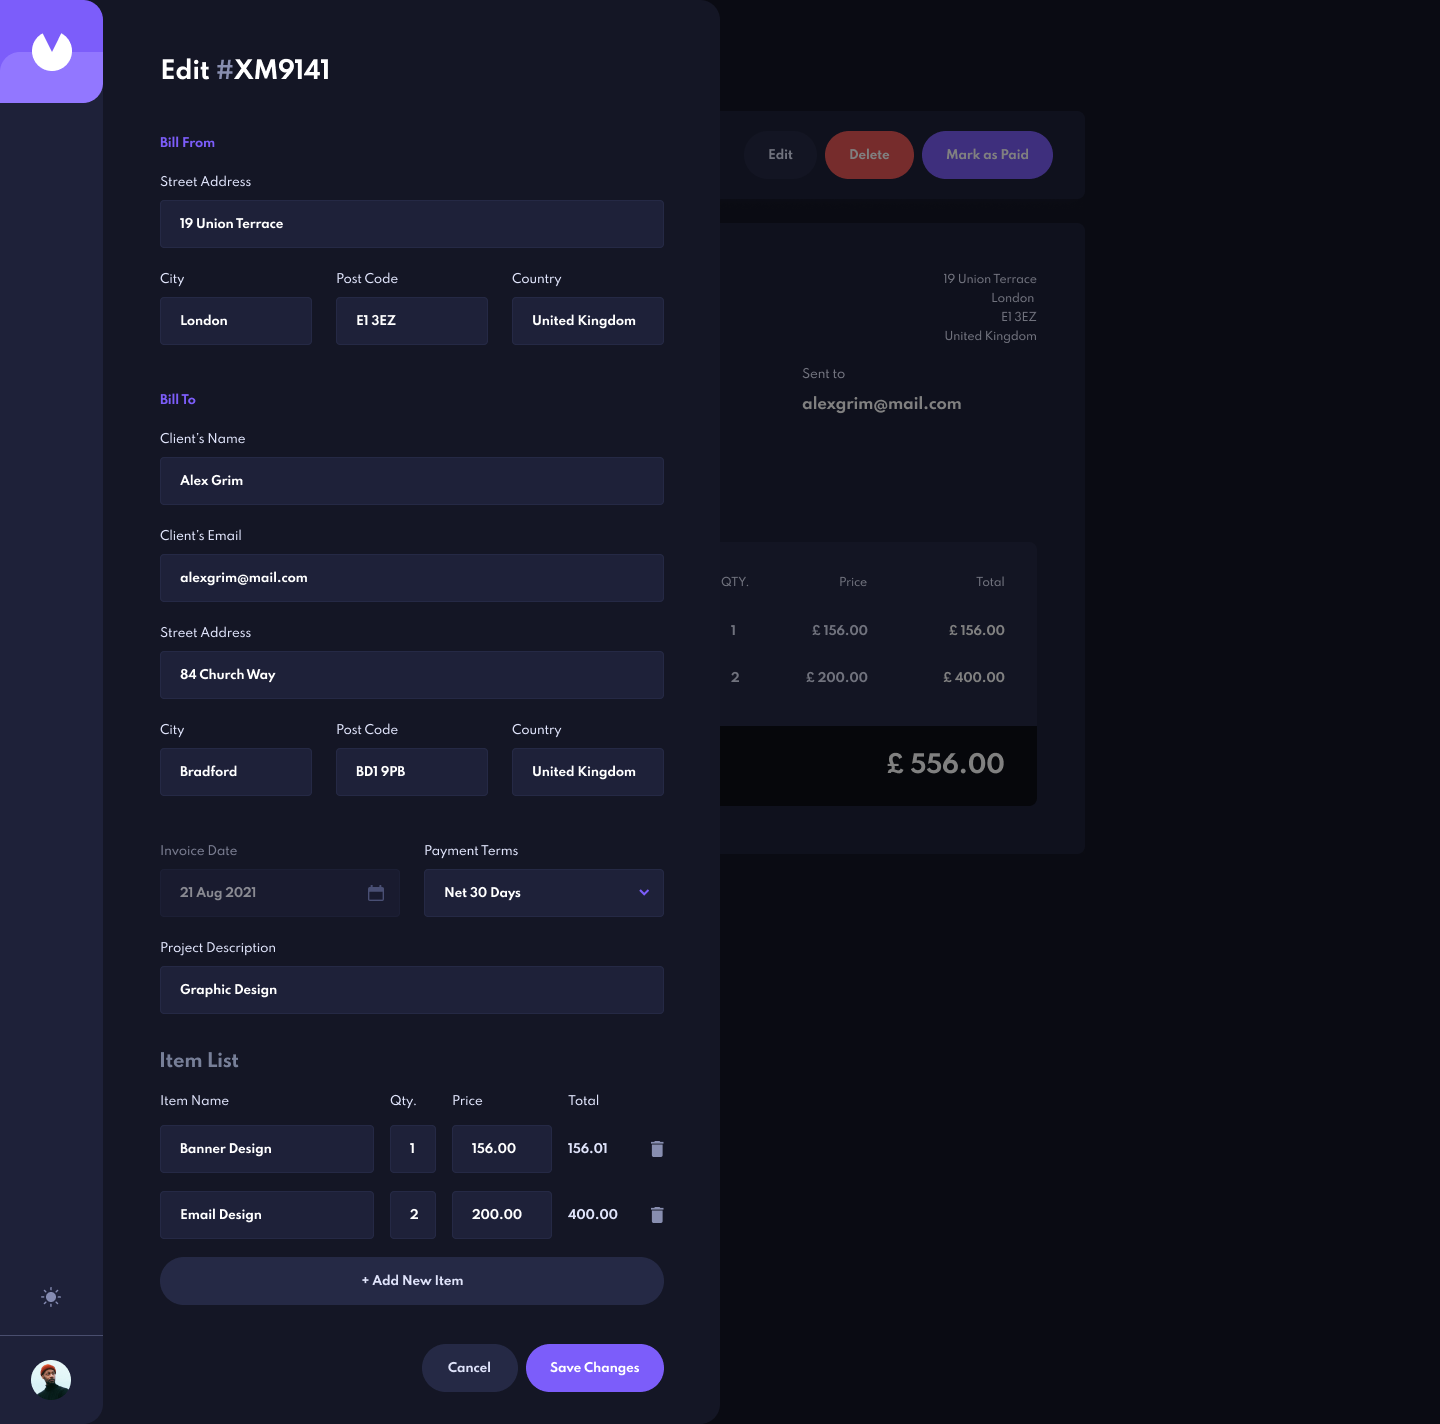 Edit #XM9141
Bill From
Street Address
19 Union Terrace
City Post Code Country
London E1 3EZ United Kingdom
Bill To
Client's Name
Alex Grim
Client's Email
alexgrim@mail.com
Street Address
84 Church Way
City Post Code Country
Bradford BD1 9PB United Kingdom
Invoice Date Payment Terms
21 Aug 2021 Net 30 Days
Project Description
Graphic Design
Item List
Item Name Qty. Price Total
Banner Design 1 156.00 156.01
Email Design 2 200.00 400.00
+ Add New Item
Cancel Save Changes
Edit Delete Mark as Paid
19 Union Terrace
London
E1 3EZ
United Kingdom
Sent to
alexgrim@mail.com
QTY. Price Total
1 £ 156.00 £ 156.00
2 £ 200.00 £ 400.00
£ 556.00